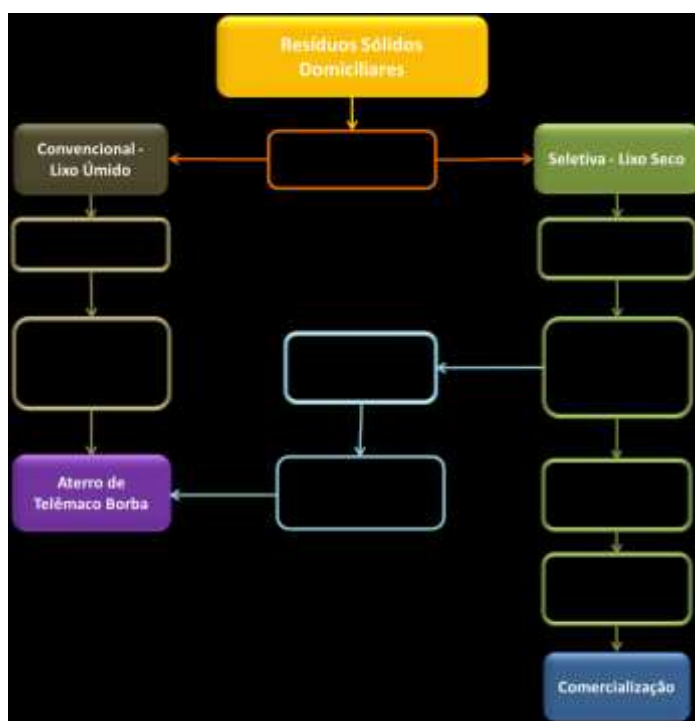 Resíduos Sólidos
Domiciliares
Convencional -
Lixo Úmido
Seletiva - Lixo Seco
Aterro de
Telêmaco Borba
Comercialização